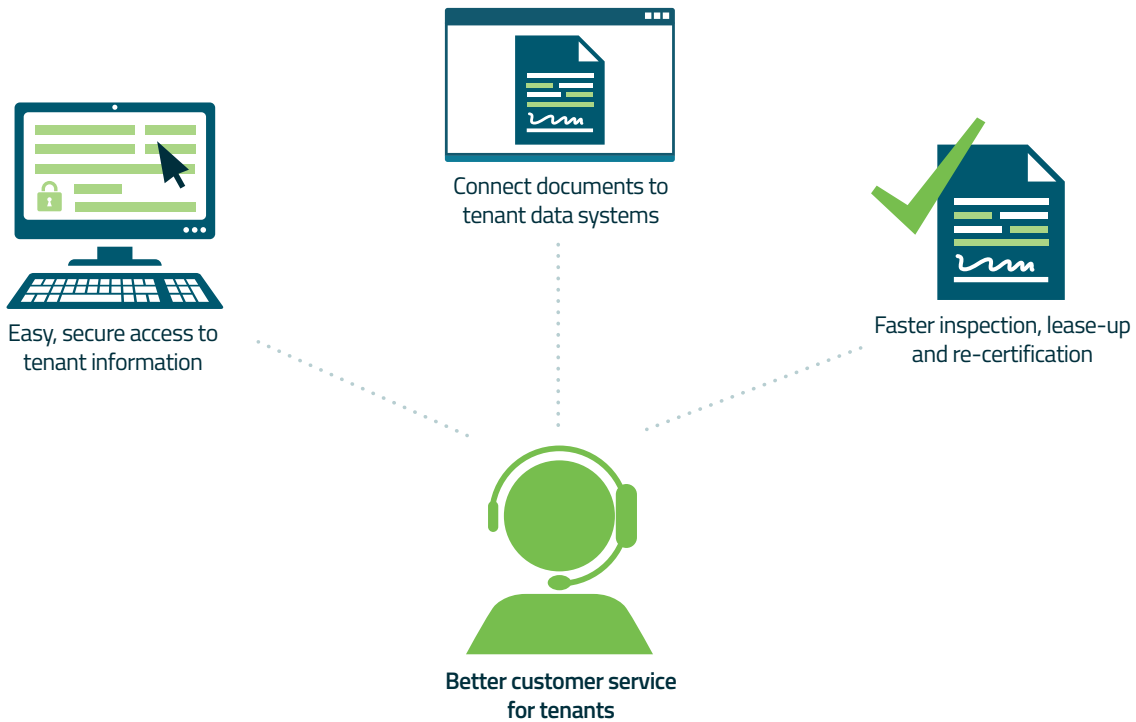 Connect documents to
tenant data systems
Easy, secure access to
tenant information
Faster inspection, lease-up
and re-certification
Better customer service
for tenants